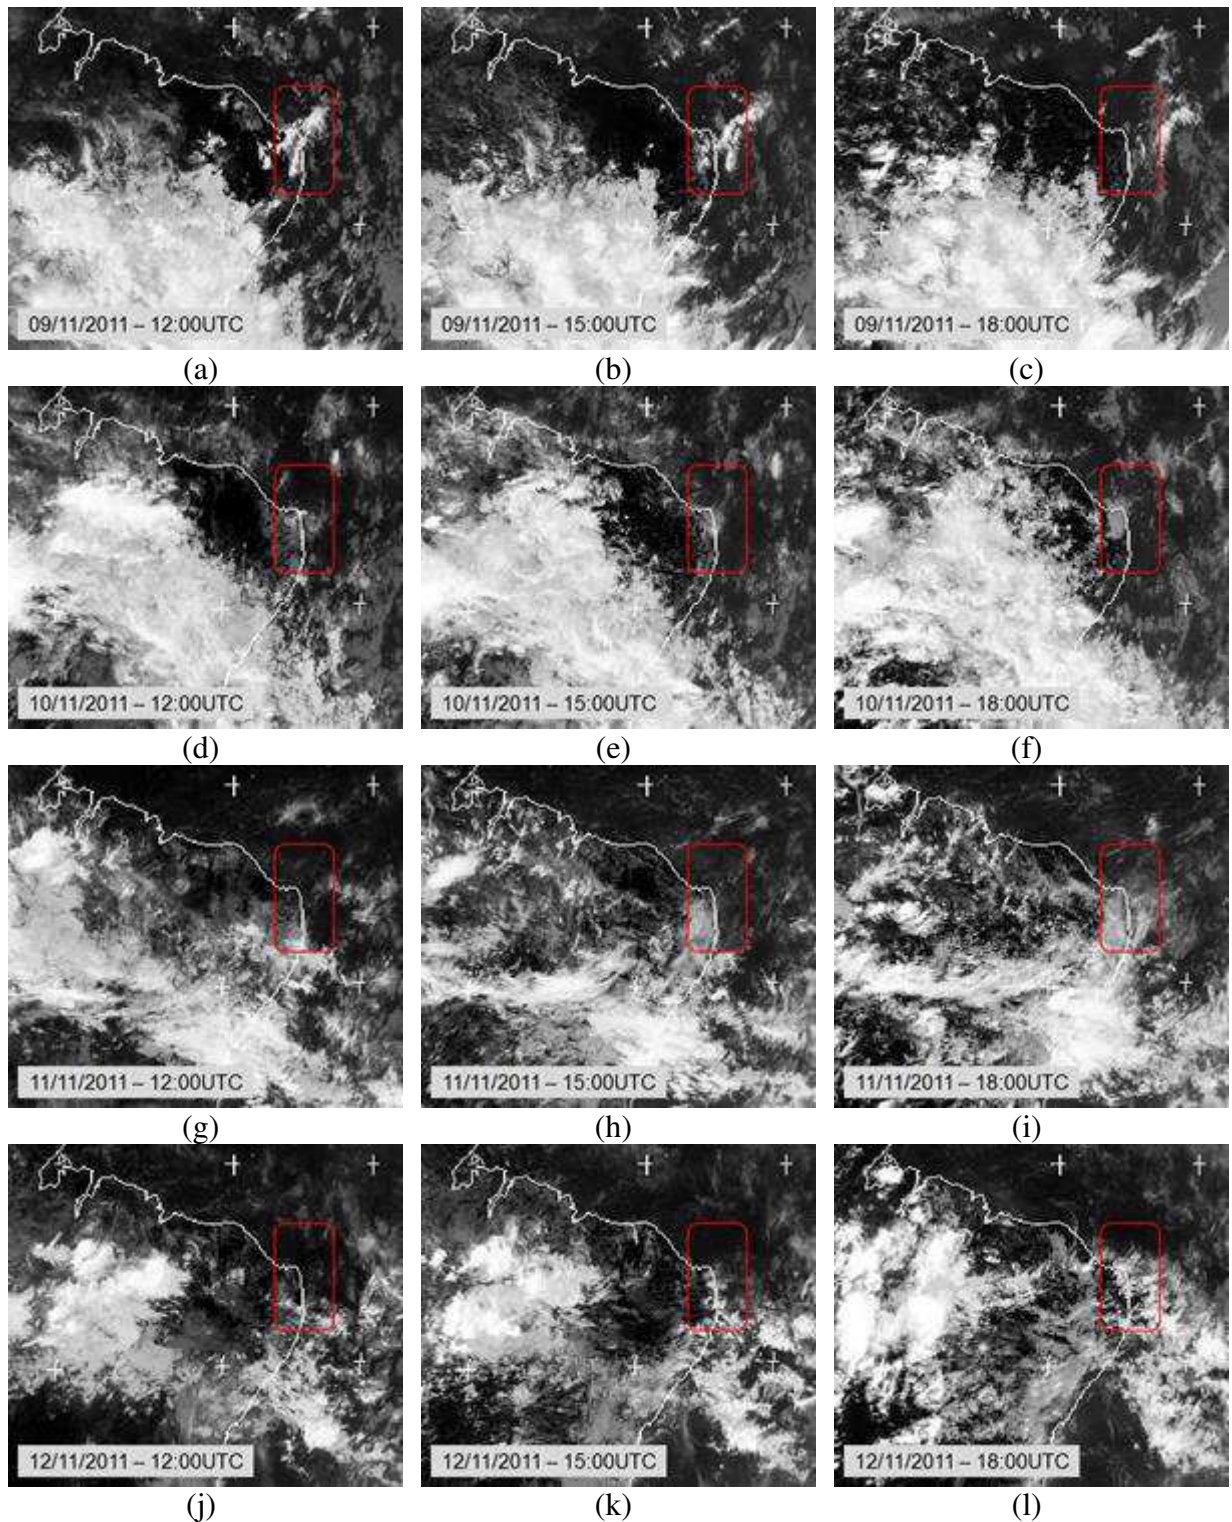 09/11/2011 – 12:00UTC 09/11/2011 – 15:00UTC 09/11/2011 – 18:00UTC
(a) (b) (c)
10/11/2011 – 12:00UTC 10/11/2011 – 15:00UTC 10/11/2011 – 18:00UTC
(d) (e) (f)
11/11/2011 – 12:00UTC 11/11/2011 – 15:00UTC 11/11/2011 – 18:00UTC
(g) (h) (i)
12/11/2011 – 12:00UTC 12/11/2011 – 15:00UTC 12/11/2011 – 18:00UTC
(j) (k) (l)